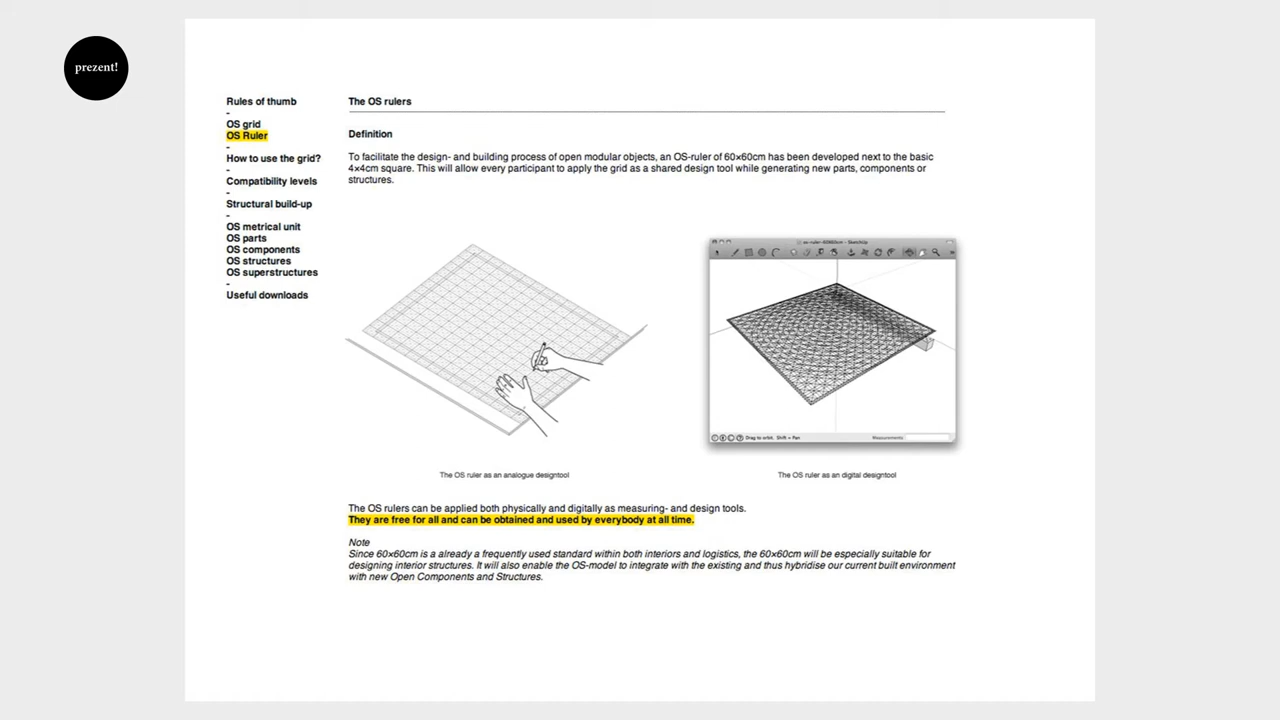 prezent!
Rules of thumb
-
OS grid
OS Ruler
-
How to use the grid?
-
Compatibility levels
-
Structural build-up
-
OS metrical unit
OS parts
OS components
OS structures
OS superstructures
-
Useful downloads
The OS rulers
Definition
To facilitate the design- and building process of open modular objects, an OS-ruler of 60×60cm has been developed next to the basic
4×4cm square. This will allow every participant to apply the grid as a shared design tool while generating new parts, components or
structures.
Drag to orbit. Shift = Pan
Measurements
The OS ruler as an analogue designtool
The OS ruler as an digital designtool
The OS rulers can be applied both physically and digitally as measuring- and design tools.
They are free for all and can be obtained and used by everybody at all time.
Note
Since 60×60cm is a already a frequently used standard within both interiors and logistics, the 60×60cm will be especially suitable for
designing interior structures. It will also enable the OS-model to integrate with the existing and thus hybridise our current built environment
with new Open Components and Structures.